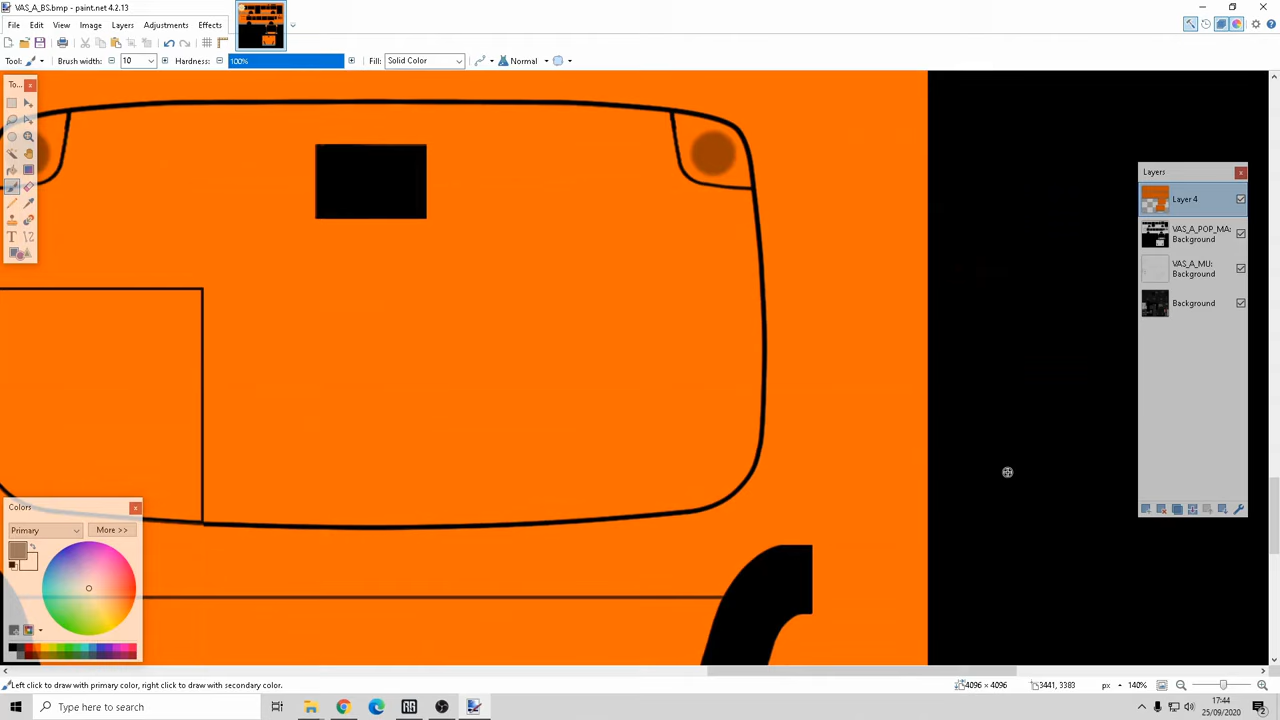 VAS_A_BS.bmp - paint.net 4.2.13
File Edit View Image Layers Adjustments Effects
Tool: Brush width: 10 Hardness: 100% Fill: Solid Color Normal
To...
Layers
Layer 4
VAS_A_POP_MA:
Background
VAS_A_MU:
Background
Background
Colors
Primary More >>
Left click to draw with primary color, right click to draw with secondary color.
4096 × 4096 3441, 3383 px 140%
Type here to search
17:44
25/09/2020
2